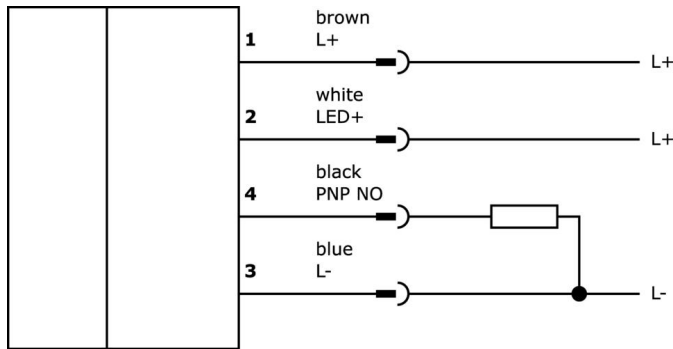 brown
1
L+
L+
white
2
LED+
L+
black
4
PNP NO
blue
3
L-
L-